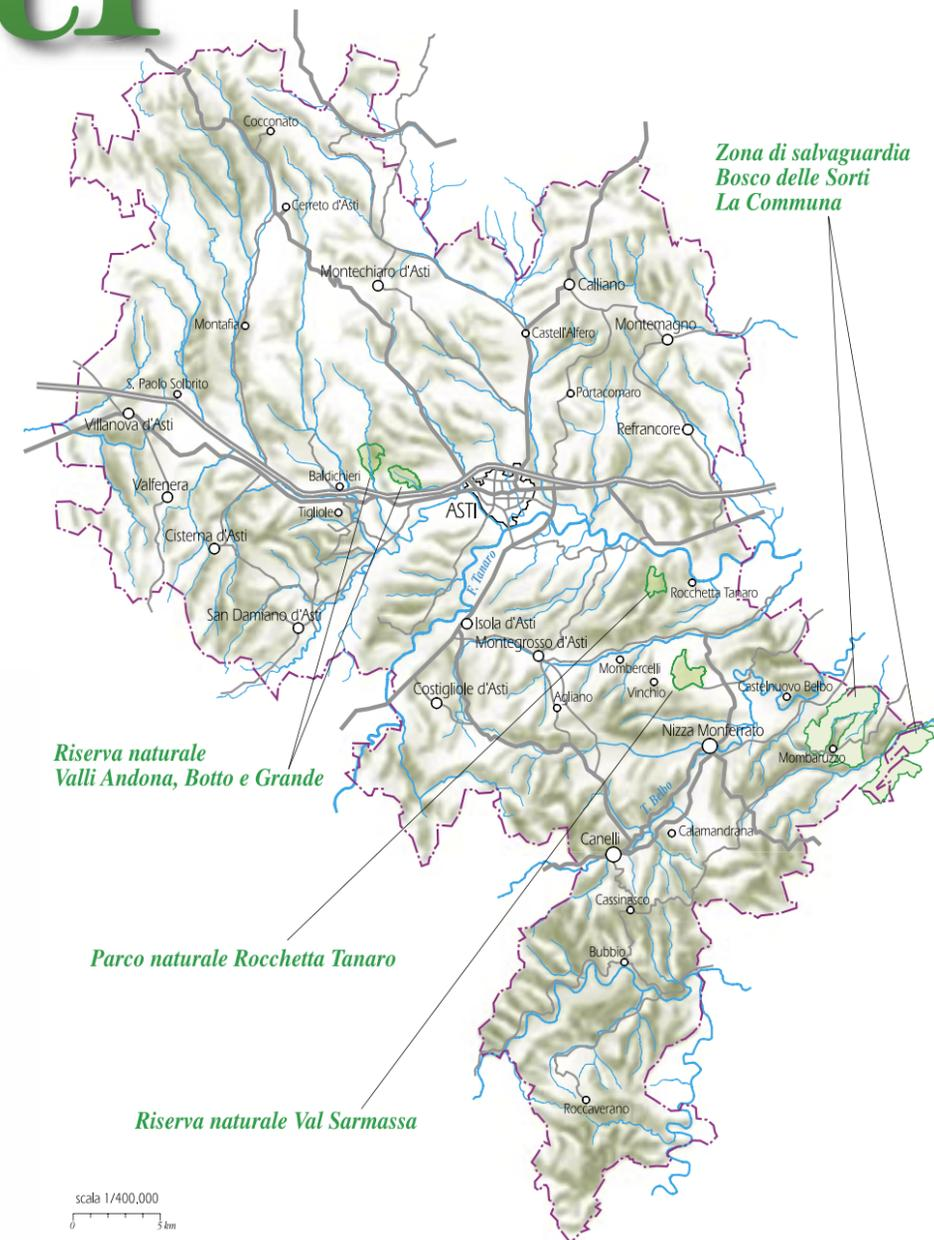 Cocconato
Zona di salvaguardia
Bosco delle Sorti
La Communa
Cerreto d'Asti
Montechiaro d'Asti
Calliano
Montafia
Castell'Alfero
Montemagno
S. Paolo Solbrito
Portacomaro
Villanova d'Asti
Refrancore
Baldichieri
Valfenera
Tigliole
ASTI
Cisterna d'Asti
F. Tanaro
Rocchetta Tanaro
San Damiano d'Asti
Isola d'Asti
Montegrosso d'Asti
Mombercelli
Vinchio
Castelnuovo Belbo
Costigliole d'Asti
Agliano
Nizza Monferrato
Riserva naturale
Valli Andona, Botto e Grande
Mombaruzzo
T. Belbo
Calamandrana
Canelli
Cassinasco
Bubbio
Parco naturale Rocchetta Tanaro
Roccaverano
Riserva naturale Val Sarmassa
scala 1/400.000
0 5 km